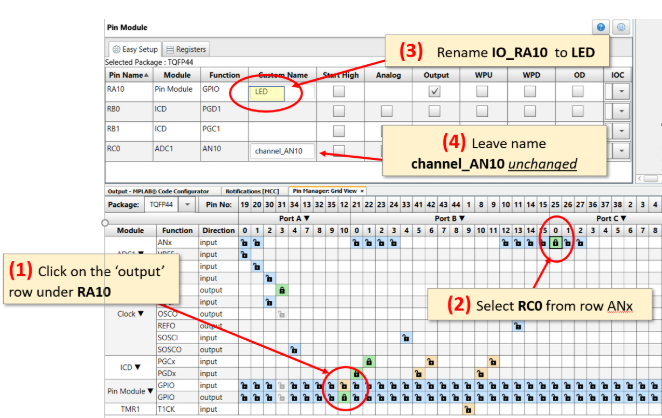 Pin Module
Easy Setup Registers
Selected Package : TQFP44
Pin Name Module Function Custom Name Start High Analog Output WPU WPD OD IOC
RA10 Pin Module GPIO LED
RB0 ICD PGD1
RB1 ICD PGC1
RC0 ADC1 AN10 channel_AN10
(3) Rename IO_RA10 to LED
(4) Leave name
channel_AN10 unchanged
Output - MPLAB® Code Configurator Notifications [MCC] Pin Manager: Grid View ×
Package: TQFP44 Pin No: 19 20 30 31 34 13 32 35 12 21 22 23 24 33 41 42 43 44 1 8 9 10 11 14 15 25 26 27 36 37 38 2 3 4
Port A ▼ Port B ▼ Port C ▼
Module Function Direction 0 1 2 3 4 7 8 9 10 0 1 2 3 4 5 6 7 8 9 10 11 12 13 14 15 0 1 2 3 4 5 6 7 8
ANx input
ADC1 ▼ input
input
input
output
input
Clock ▼ OSCO output
REFO output
SOSCI input
SOSCO output
ICD ▼ PGCx input
PGDx input
Pin Module ▼ GPIO input
GPIO output
TMR1 T1CK input
(1) Click on the ‘output’
row under RA10
(2) Select RC0 from row ANx